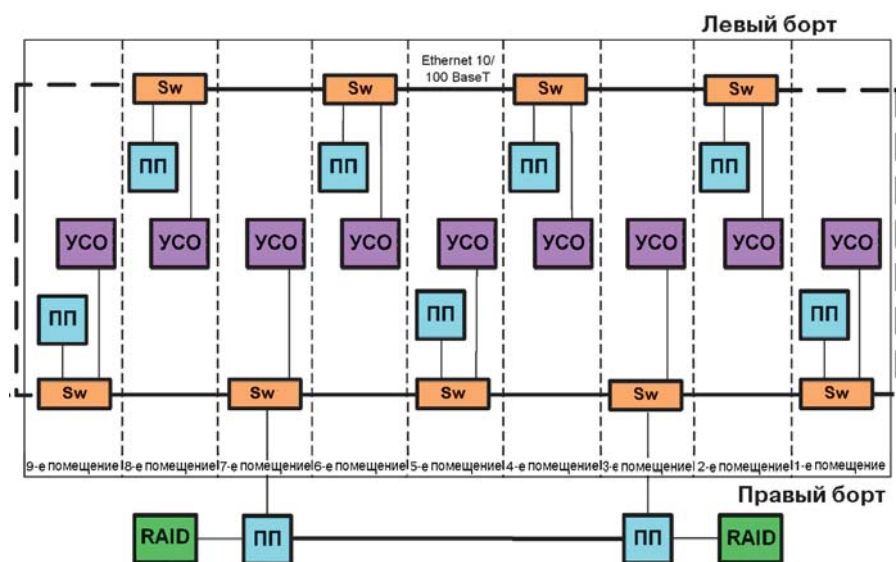 Левый борт
Ethernet 10/
100 BaseT
Sw
Sw
Sw
Sw
ПП
ПП
ПП
ПП
УСО
УСО
УСО
УСО
УСО
УСО
УСО
УСО
УСО
ПП
ПП
ПП
Sw
Sw
Sw
Sw
Sw
9-е помещение
8-е помещение
7-е помещение
6-е помещение
5-е помещение
4-е помещение
3-е помещение
2-е помещение
1-е помещение
Правый борт
RAID
ПП
ПП
RAID